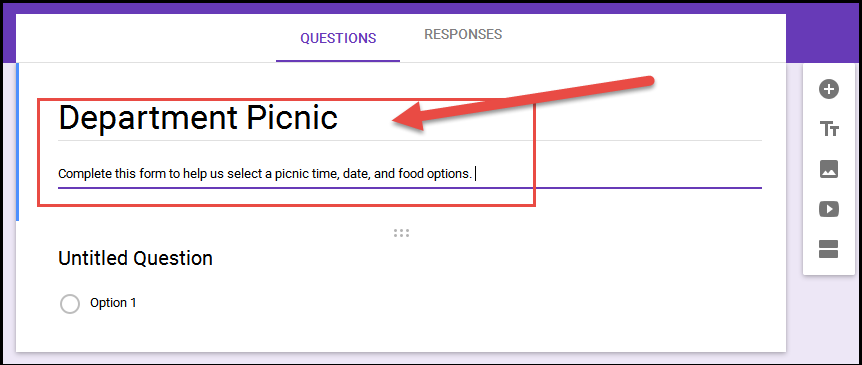 QUESTIONS RESPONSES
Department Picnic
Complete this form to help us select a picnic time, date, and food options.
Untitled Question
Option 1
Tт